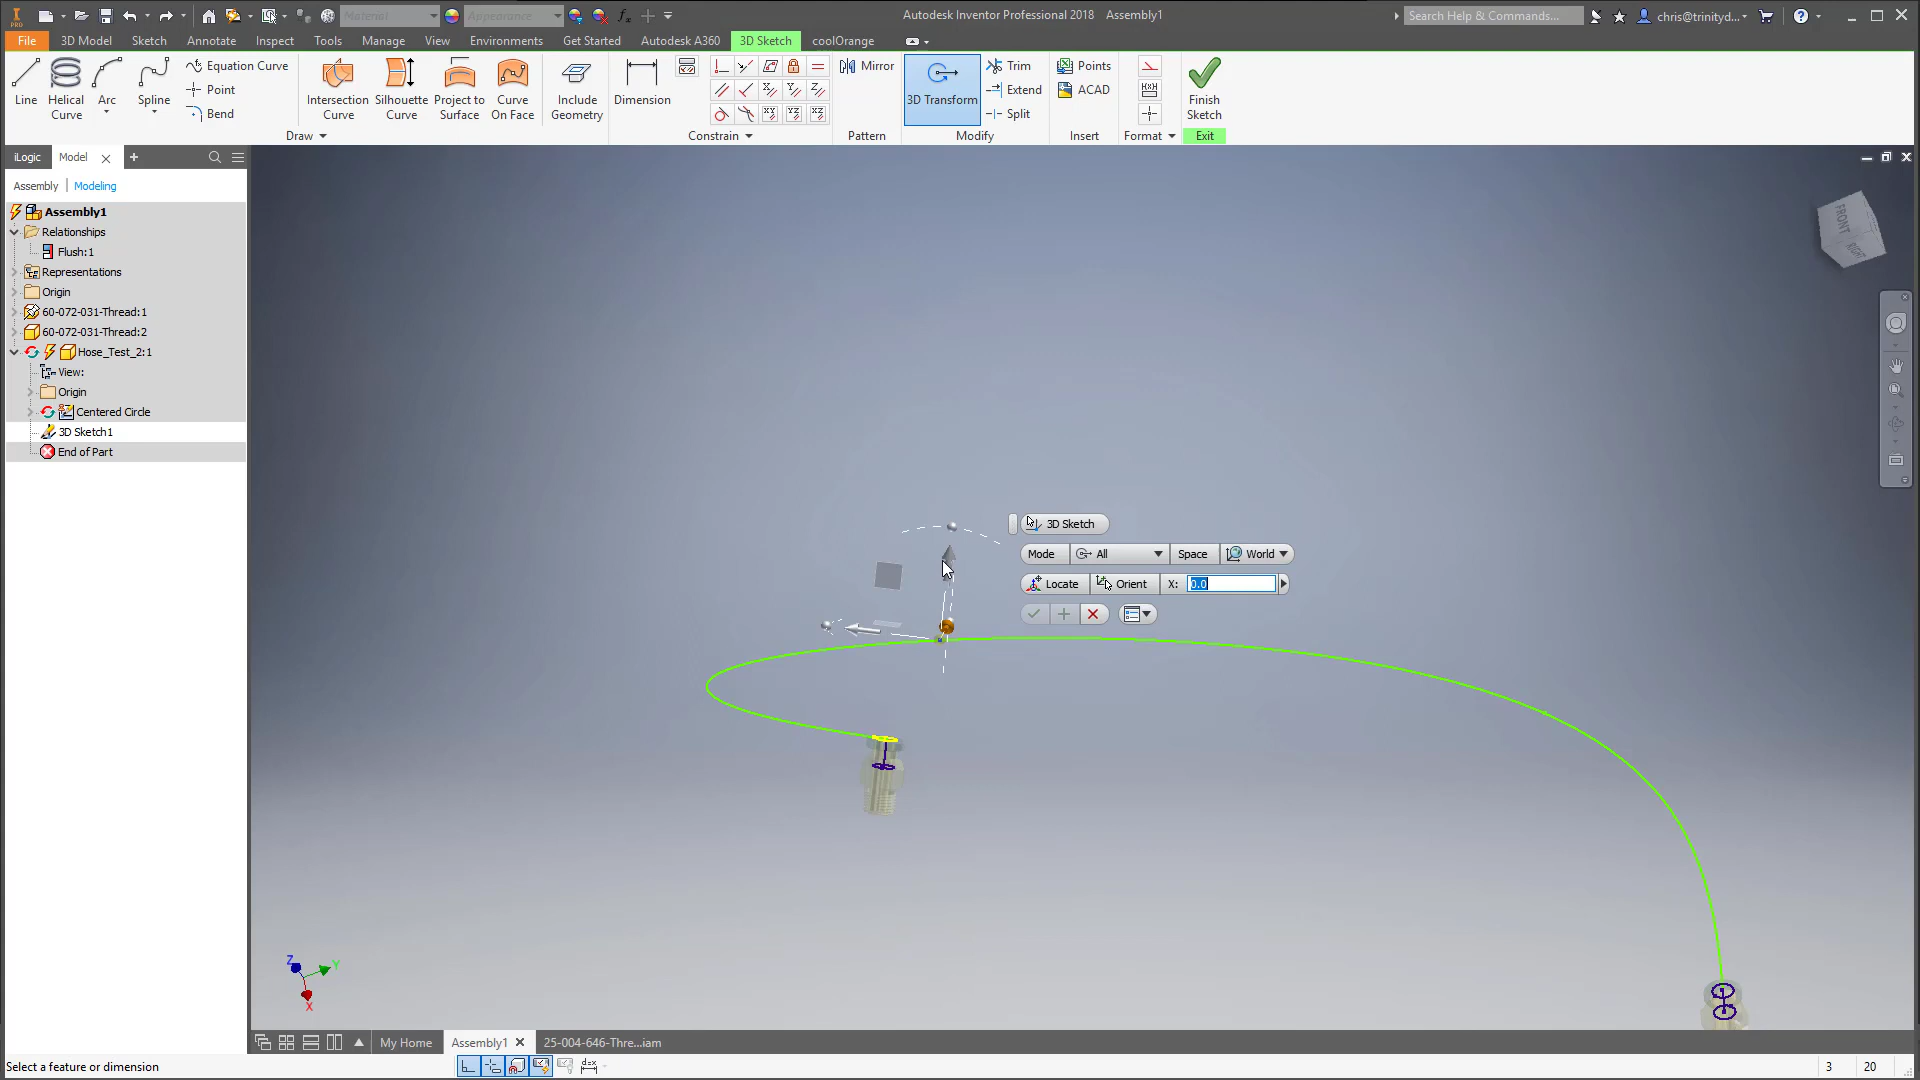 PRO
Material
Appearance
Autodesk Inventor Professional 2018 Assembly1
Search Help & Commands...
chris@trinityd...
File 3D Model Sketch Annotate Inspect Tools Manage View Environments Get Started Autodesk A360 3D Sketch coolOrange
Line
Helical Curve
Arc
Spline
Equation Curve
Point
Bend
Intersection Curve
Silhouette Curve
Project to Surface
Curve On Face
Include Geometry
Dimension
Mirror
3D Transform
Trim
Extend
Split
Points
ACAD
Finish Sketch
Draw
Constrain
Pattern
Modify
Insert
Format
Exit
iLogic Model
Assembly Modeling
Assembly1
Relationships
Flush:1
Representations
Origin
60-072-031-Thread:1
60-072-031-Thread:2
Hose_Test_2:1
View:
Origin
Centered Circle
3D Sketch1
End of Part
FRONT
RIGHT
3D Sketch
Mode All Space World
Locate Orient X: 0.0
Z
Y
X
My Home Assembly1 25-004-646-Thre...iam
Select a feature or dimension
3 20